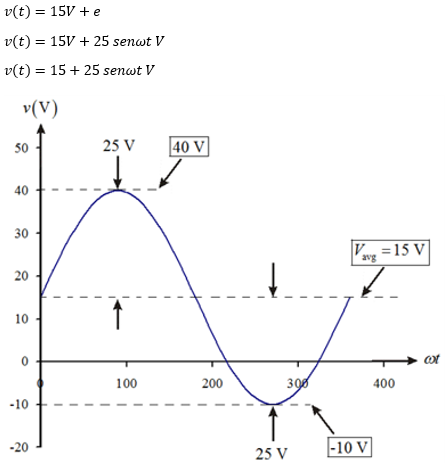 v(t) = 15V + e
v(t) = 15V + 25 senωt V
v(t) = 15 + 25 senωt V
v(V)
25 V
40 V
50
40
30
20
10
0
-10
-20
V_avg = 15 V
0
100
200
300
400
ωt
25 V
-10 V